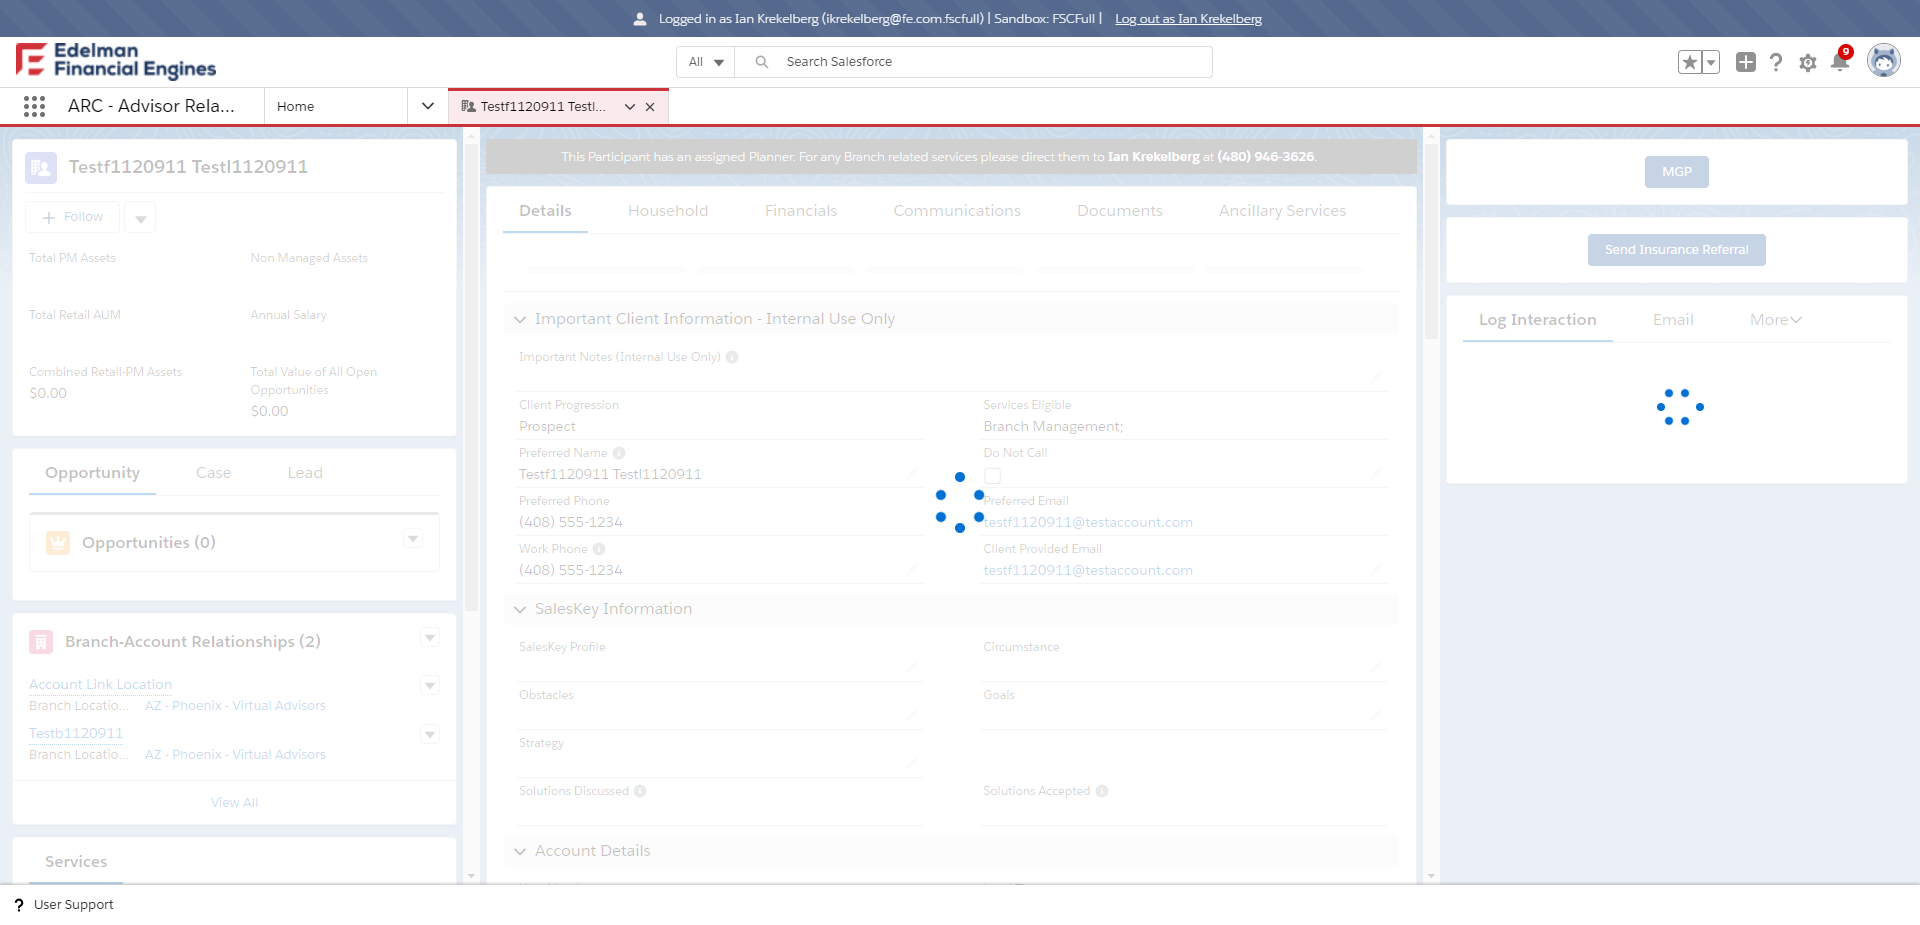 Logged in as Ian Krekelberg (ikrekelberg@fe.com.fscfull) | Sandbox: FSCFull | Log out as Ian Krekelberg
Edelman
Financial Engines
All
Search Salesforce
9
ARC - Advisor Rela...
Home
Testf1120911 Testl...
Testf1120911 Testl1120911
Follow
Total PM Assets
Non Managed Assets
Total Retail AUM
Annual Salary
Combined Retail-PM Assets
$0.00
Total Value of All Open
Opportunities
$0.00
Opportunity
Case
Lead
Opportunities (0)
Branch-Account Relationships (2)
Account Link Location
Branch Locatio... AZ - Phoenix - Virtual Advisors
Testb1120911
Branch Locatio... AZ - Phoenix - Virtual Advisors
View All
Services
This Participant has an assigned Planner. For any Branch related services please direct them to Ian Krekelberg at (480) 946-3626.
Details
Household
Financials
Communications
Documents
Ancillary Services
Important Client Information - Internal Use Only
Important Notes (Internal Use Only)
Client Progression
Prospect
Services Eligible
Branch Management;
Preferred Name
Testf1120911 Testl1120911
Do Not Call
Preferred Phone
(408) 555-1234
Preferred Email
testf1120911@testaccount.com
Work Phone
(408) 555-1234
Client Provided Email
testf1120911@testaccount.com
SalesKey Information
SalesKey Profile
Circumstance
Obstacles
Goals
Strategy
Solutions Discussed
Solutions Accepted
Account Details
MGP
Send Insurance Referral
Log Interaction
Email
More
? User Support